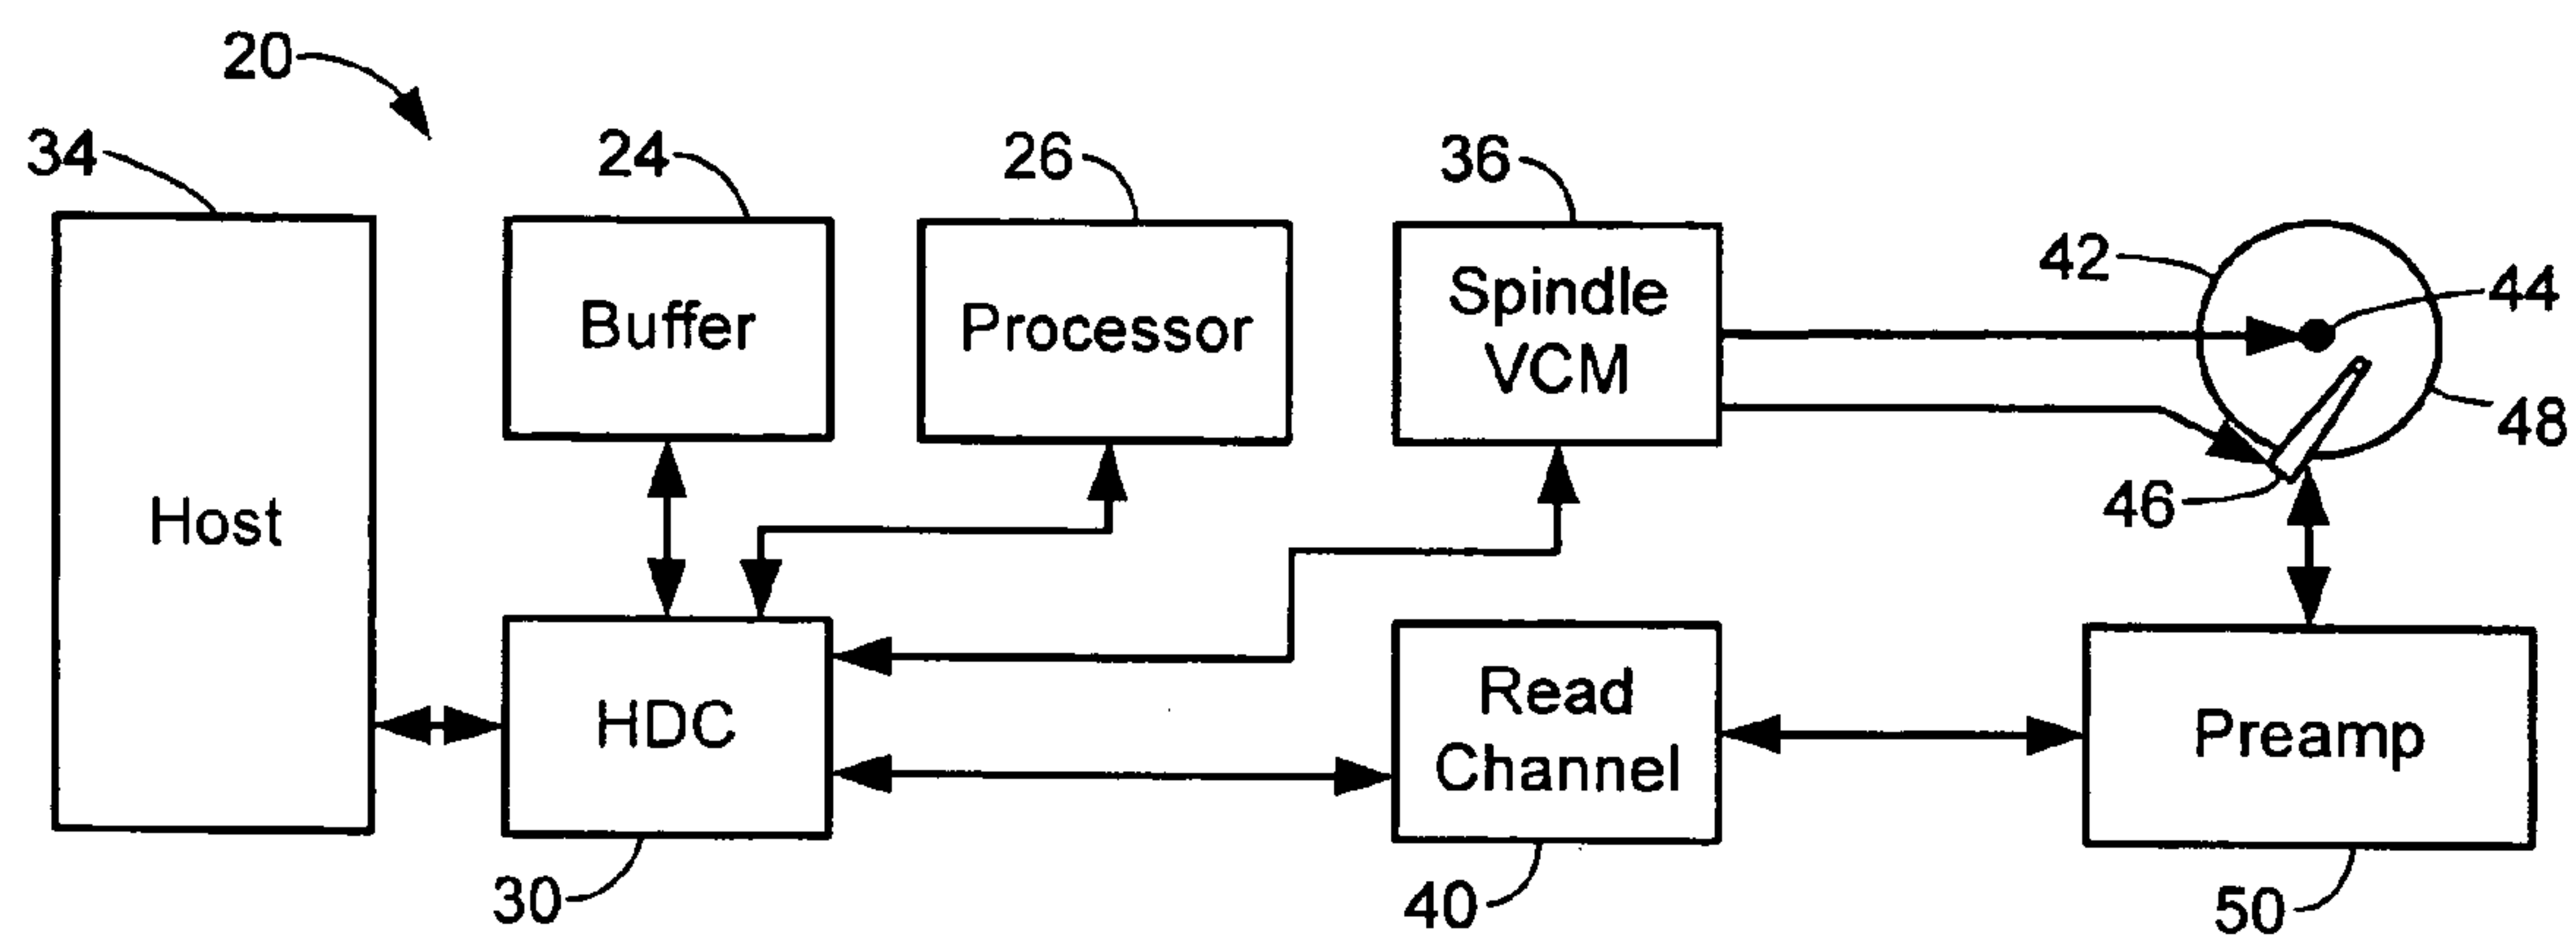 20
34
24
26
36
42
44
Buffer
Processor
Spindle
VCM
48
Host
46
HDC
Read
Channel
Preamp
30
40
50